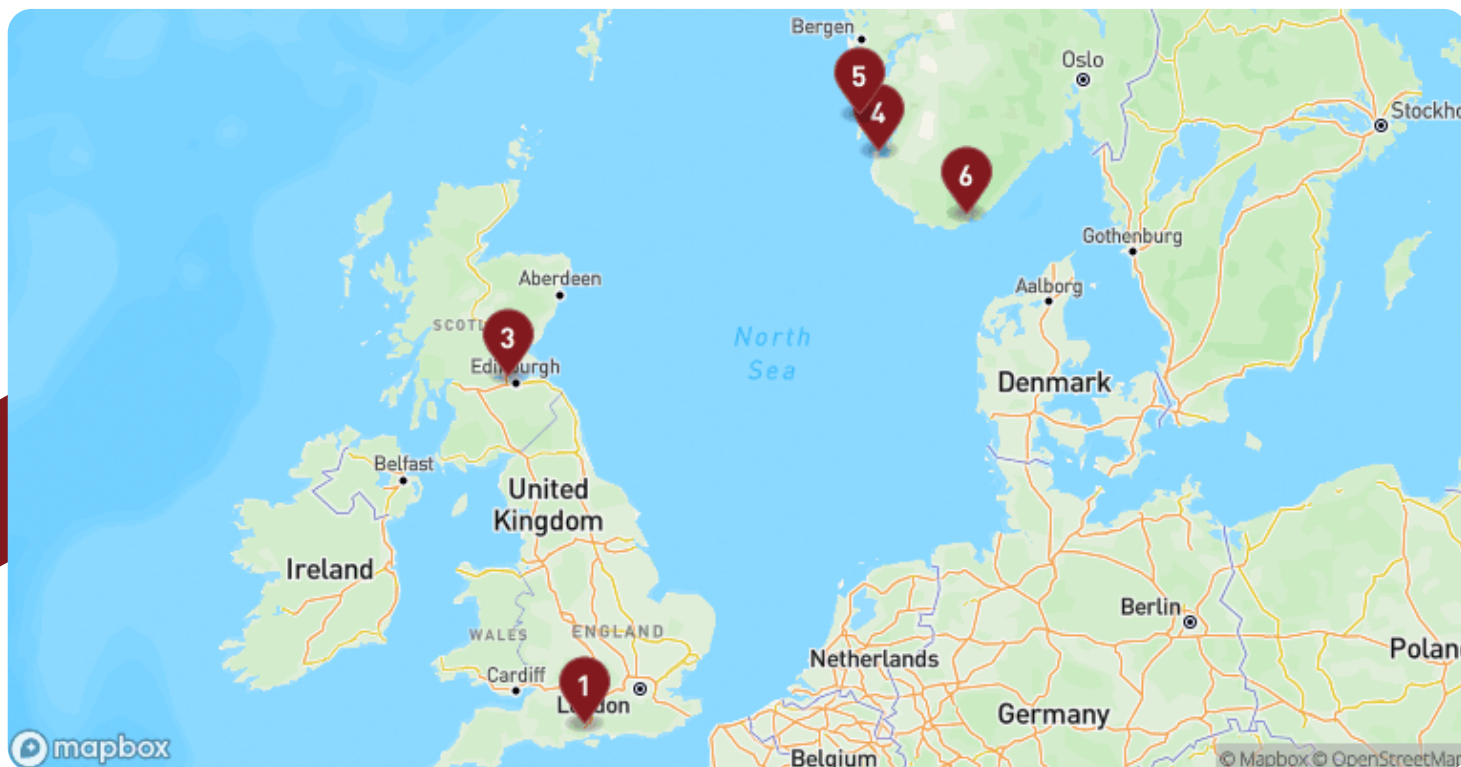 Bergen
Oslo
5
4
Stockho
6
Gothenburg
Aberdeen
Aalborg
SCOTL
3
North
Sea
Edinburgh
Denmark
Belfast
United
Kingdom
Ireland
Berlin
WALES
ENGLAND
Netherlands
Polan
Cardiff
1
London
Germany
mapbox
Belgium
© Mapbox © OpenStreetMap